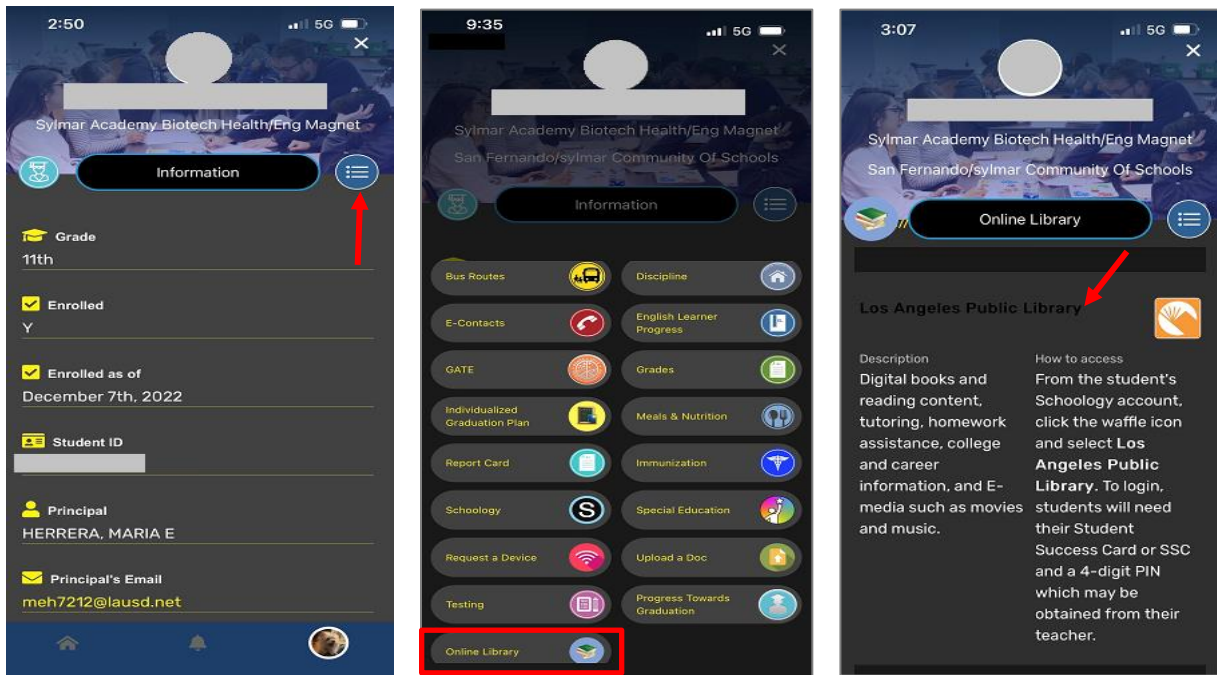 2:50
5G
Sylmar Academy Biotech Health/Eng Magnet
Information
Grade
11th
Enrolled
Y
Enrolled as of
December 7th, 2022
Student ID
Principal
HERRERA, MARIA E
Principal's Email
meh7212@lausd.net
9:35
5G
Sylmar Academy Biotech Health/Eng Magnet
San Fernando/sylmar Community Of Schools
Information
Bus Routes
Discipline
E-Contacts
English Learner
Progress
GATE
Grades
Individualized
Graduation Plan
Meals & Nutrition
Report Card
Immunization
Schoology
S
Special Education
Request a Device
Upload a Doc
Testing
Progress Towards
Graduation
Online Library
3:07
5G
Sylmar Academy Biotech Health/Eng Magnet
San Fernando/sylmar Community Of Schools
Online Library
Los Angeles Public Library
Description
Digital books and
reading content,
tutoring, homework
assistance, college
and career
information, and E-
media such as movies
and music.
How to access
From the student's
Schoology account,
click the waffle icon
and select Los
Angeles Public
Library. To login,
students will need
their Student
Success Card or SSC
and a 4-digit PIN
which may be
obtained from their
teacher.